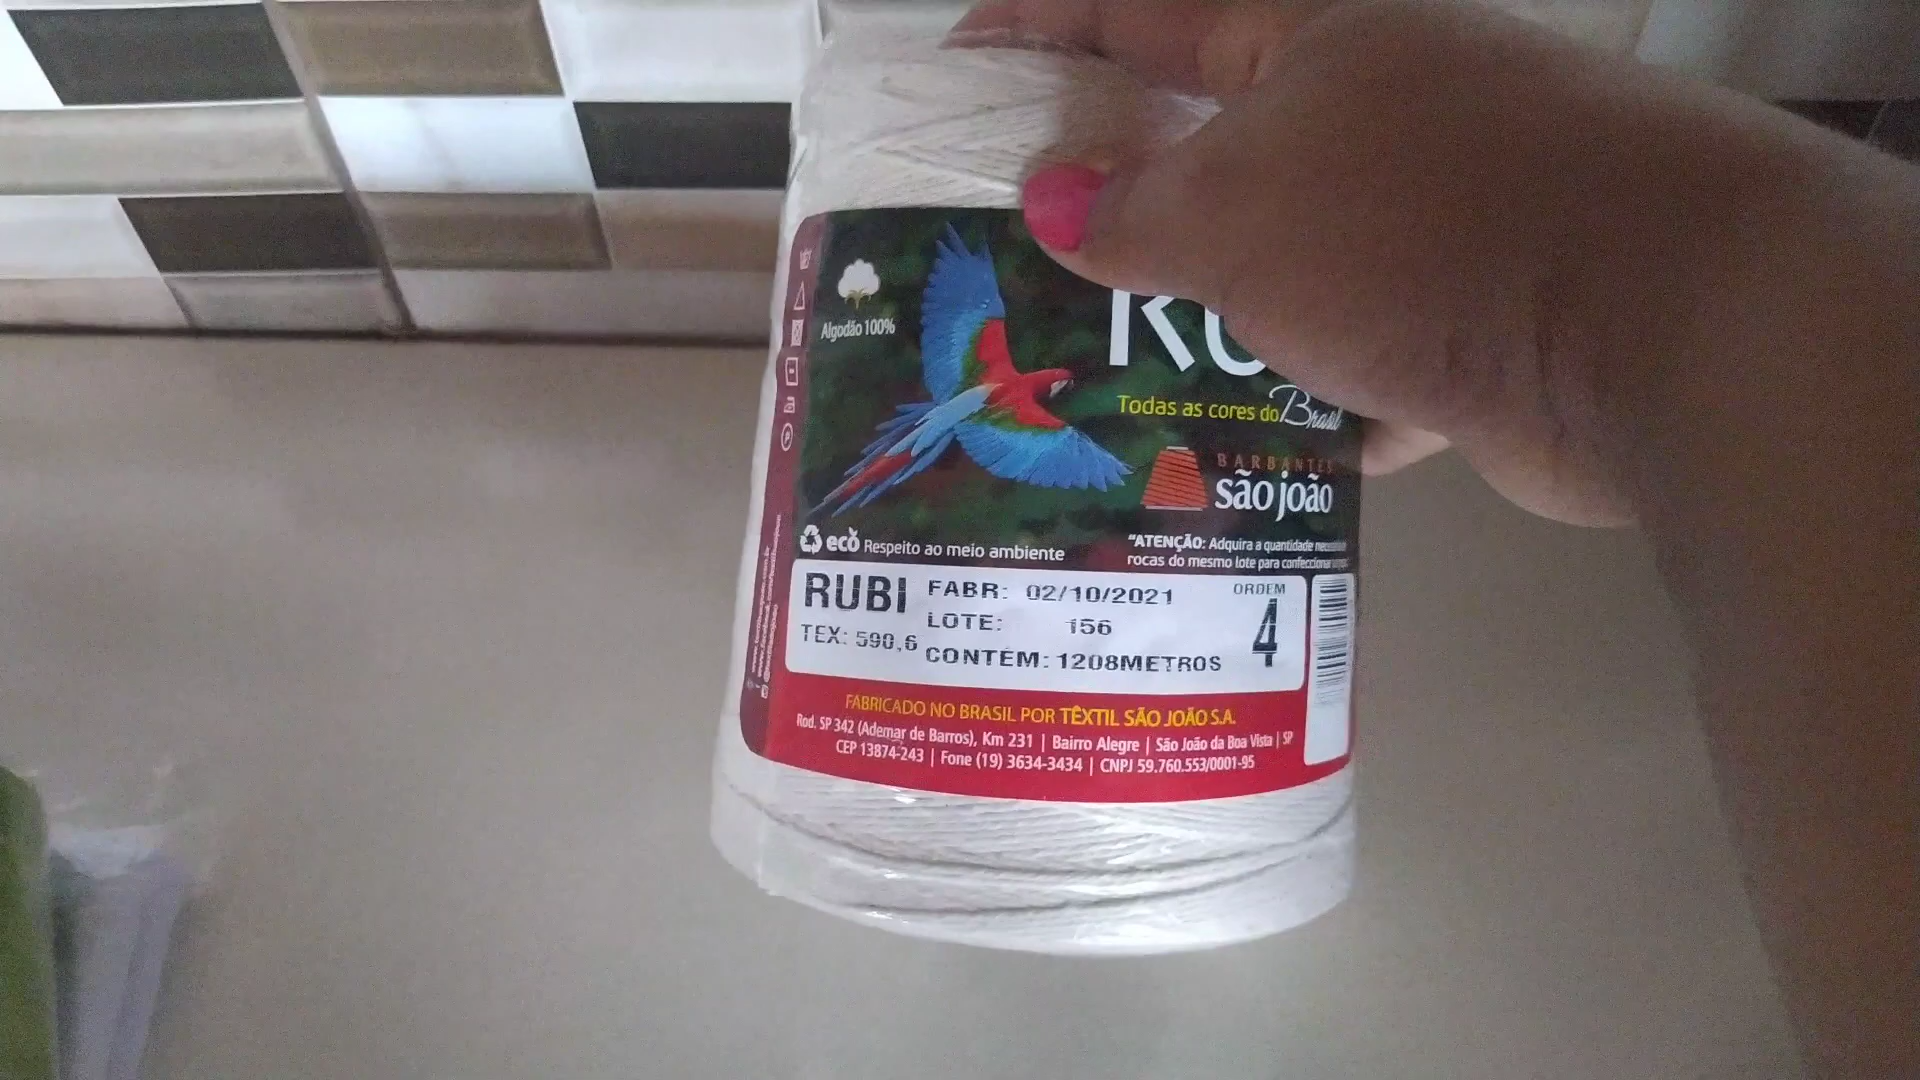 Algodão 100%
Todas as cores do Brasil
BARBANTES
são joão
eco Respeito ao meio ambiente
"ATENÇÃO: Adquira a quantidade
rocas do mesmo lote para confeccionar
RUBI
TEX: 590,6
FABR: 02/10/2021
LOTE: 156
CONTÉM: 1208METROS
ORDEM
4
FABRICADO NO BRASIL POR TÊXTIL SÃO JOÃO S.A.
Rod. SP 342 (Ademar de Barros), Km 231 | Bairro Alegre | São João da Boa Vista | SP
CEP 13874-243 | Fone (19) 3634-3434 | CNPJ 59.760.553/0001-95